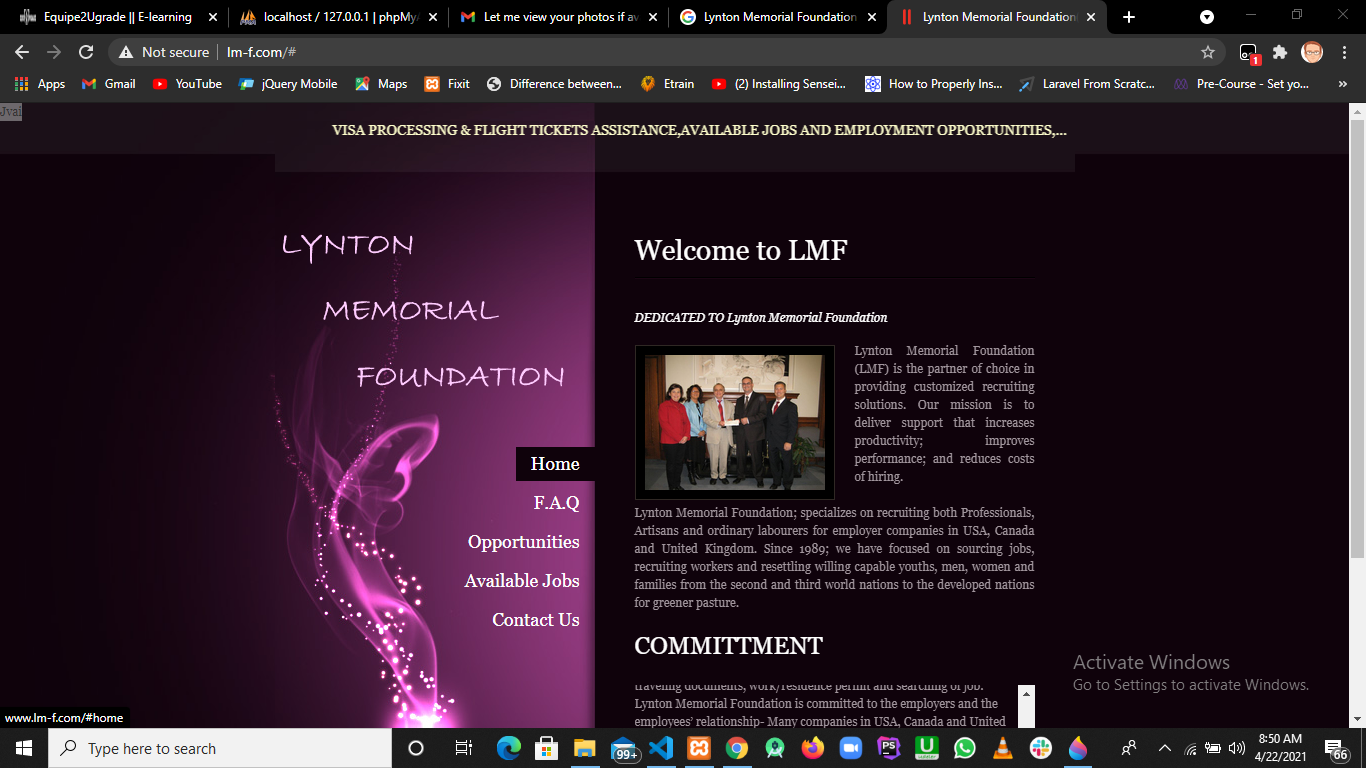 Equipe2Ugrade || E-learning
localhost / 127.0.0.1 | phpMyA
Let me view your photos if av
Lynton Memorial Foundation
Lynton Memorial Foundation
Not secure
lm-f.com/#
1
Apps
Gmail
YouTube
jQuery Mobile
Maps
Fixit
Difference between...
Etrain
(2) Installing Sensei...
How to Properly Ins...
Laravel From Scratc...
Pre-Course - Set yo...
»
VISA PROCESSING & FLIGHT TICKETS ASSISTANCE,AVAILABLE JOBS AND EMPLOYMENT OPPORTUNITIES,...
LYNTON
MEMORIAL
FOUNDATION
Home
F.A.Q
Opportunities
Available Jobs
Contact Us
Welcome to LMF
DEDICATED TO Lynton Memorial Foundation
Lynton Memorial Foundation
(LMF) is the partner of choice in
providing customized recruiting
solutions. Our mission is to
deliver support that increases
productivity; improves
performance; and reduces costs
of hiring.
Lynton Memorial Foundation; specializes on recruiting both Professionals,
Artisans and ordinary labourers for employer companies in USA, Canada
and United Kingdom. Since 1989; we have focused on sourcing jobs,
recruiting workers and resettling willing capable youths, men, women and
families from the second and third world nations to the developed nations
for greener pasture.
COMMITTMENT
traveling documents, work/residence permit and searching of job.
Lynton Memorial Foundation is committed to the employers and the
employees' relationship- Many companies in USA, Canada and United
Activate Windows
Go to Settings to activate Windows.
www.lm-f.com/#home
Type here to search
99+
PS
U
8:50 AM
4/22/2021
66